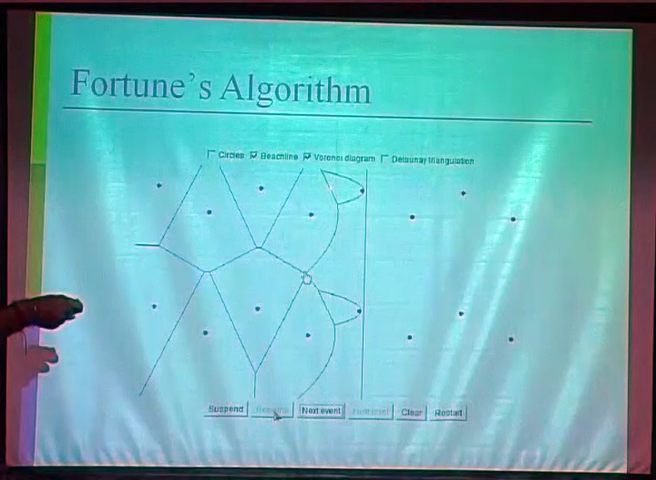 Fortune's Algorithm
Circles Beachline Voronoi diagram Delaunay triangulation
Suspend Next event Clear Restart